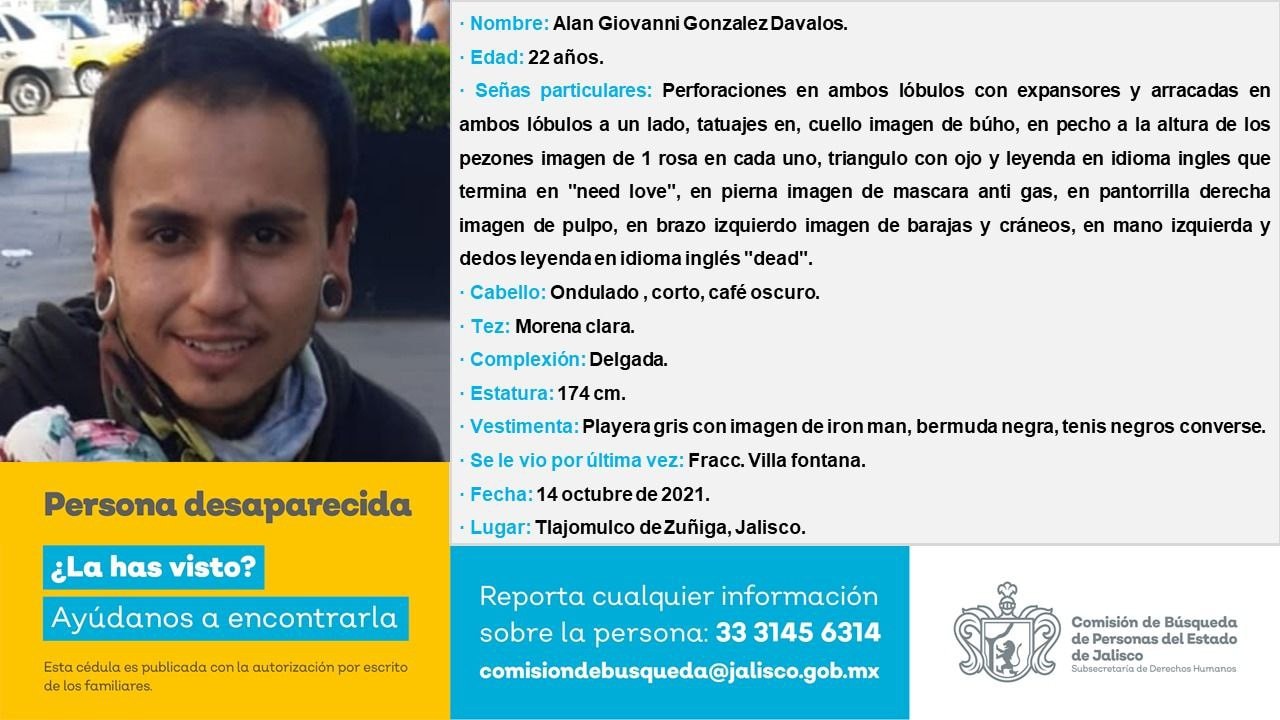 · Nombre: Alan Giovanni Gonzalez Davalos.
· Edad: 22 años.
· Señas particulares: Perforaciones en ambos lóbulos con expansores y arracadas en
ambos lóbulos a un lado, tatuajes en, cuello imagen de búho, en pecho a la altura de los
pezones imagen de 1 rosa en cada uno, triangulo con ojo y leyenda en idioma ingles que
termina en "need love", en pierna imagen de mascara anti gas, en pantorrilla derecha
imagen de pulpo, en brazo izquierdo imagen de barajas y cráneos, en mano izquierda y
dedos leyenda en idioma inglés "dead".
· Cabello: Ondulado , corto, café oscuro.
· Tez: Morena clara.
· Complexión: Delgada.
· Estatura: 174 cm.
· Vestimenta: Playera gris con imagen de iron man, bermuda negra, tenis negros converse.
· Se le vio por última vez: Fracc. Villa fontana.
· Fecha: 14 octubre de 2021.
· Lugar: Tlajomulco de Zuñiga, Jalisco.
Persona desaparecida
¿La has visto?
Ayúdanos a encontrarla
Esta cédula es publicada con la autorización por escrito
de los familiares.
Reporta cualquier información
sobre la persona: 33 3145 6314
comisiondebusqueda@jalisco.gob.mx
Comisión de Búsqueda
de Personas del Estado
de Jalisco
Subsecretaría de Derechos Humanos